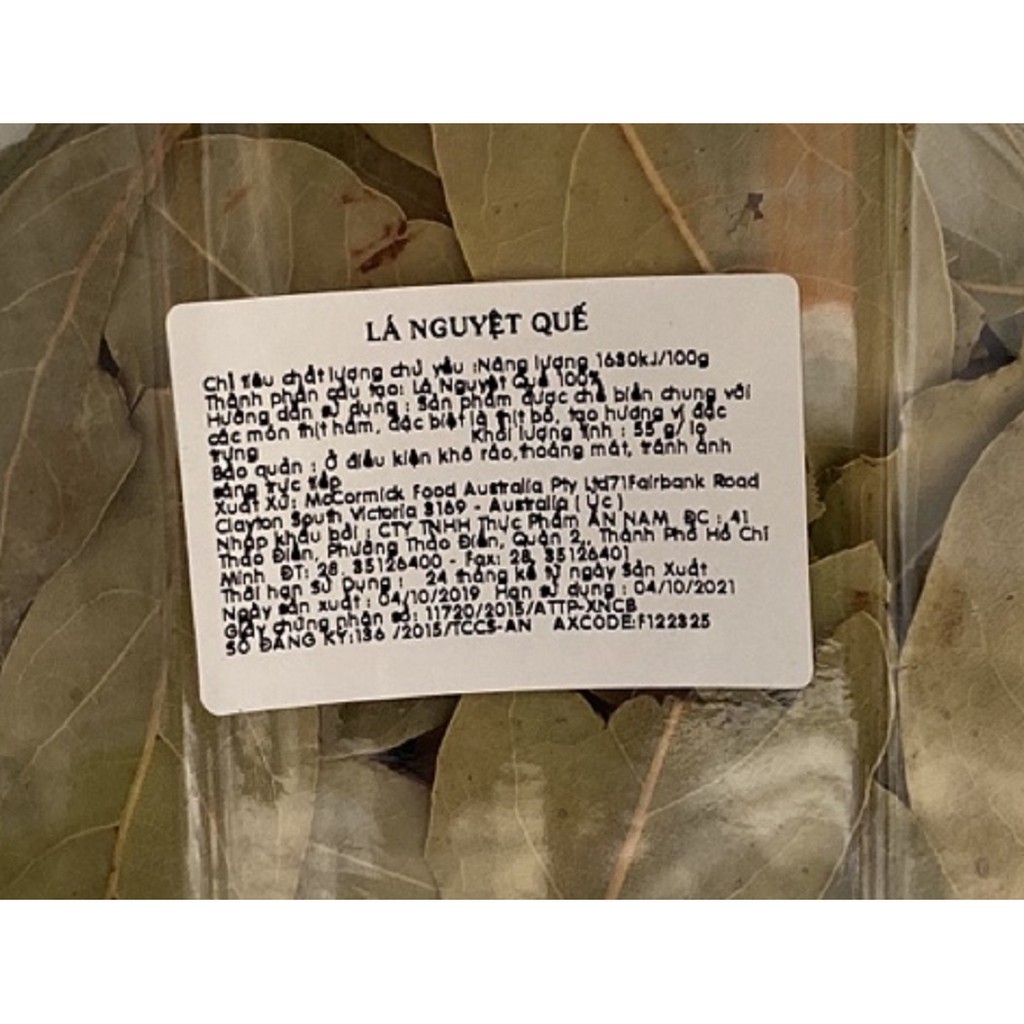 LÁ NGUYỆT QUẾ
Chỉ tiêu chất lượng chủ yếu :Năng lượng 1680kJ/100g
Thành phần cấu tạo: Lá Nguyệt Quế 100%
Hướng dẫn sử dụng : Sản phẩm được chế biến chung với
các món thịt hầm, đặc biệt là thịt bò, tạo hương vị đặc
trưng Khối lượng tịnh : 55 g/lọ
Bảo quản : ở điều kiện khô ráo,thoáng mát, tránh ánh
sáng trực tiếp
Xuất Xứ: McCormick Food Australia Pty Ltd71Fairbank Road
Clayton South Victoria 3169 - Australia ( Úc )
Nhập khẩu bởi : CTY TNHH Thực Phẩm AN NAM ĐC : 41
Thảo Điền, Phường Thảo Điền, Quận 2,, Thành Phố Hồ Chí
Minh ĐT: 28. 35126400 - Fax: 28. 35126401
Thời hạn Sử Dụng : 24 tháng kể từ ngày Sản Xuất
Ngày sản xuất : 04/10/2019 Hạn sử dụng : 04/10/2021
Giấy chứng nhận số: 11720/2015/ATTP-XNCB
SỐ ĐĂNG KÝ:136 /2015/TCCS-AN AXCODE:F122325